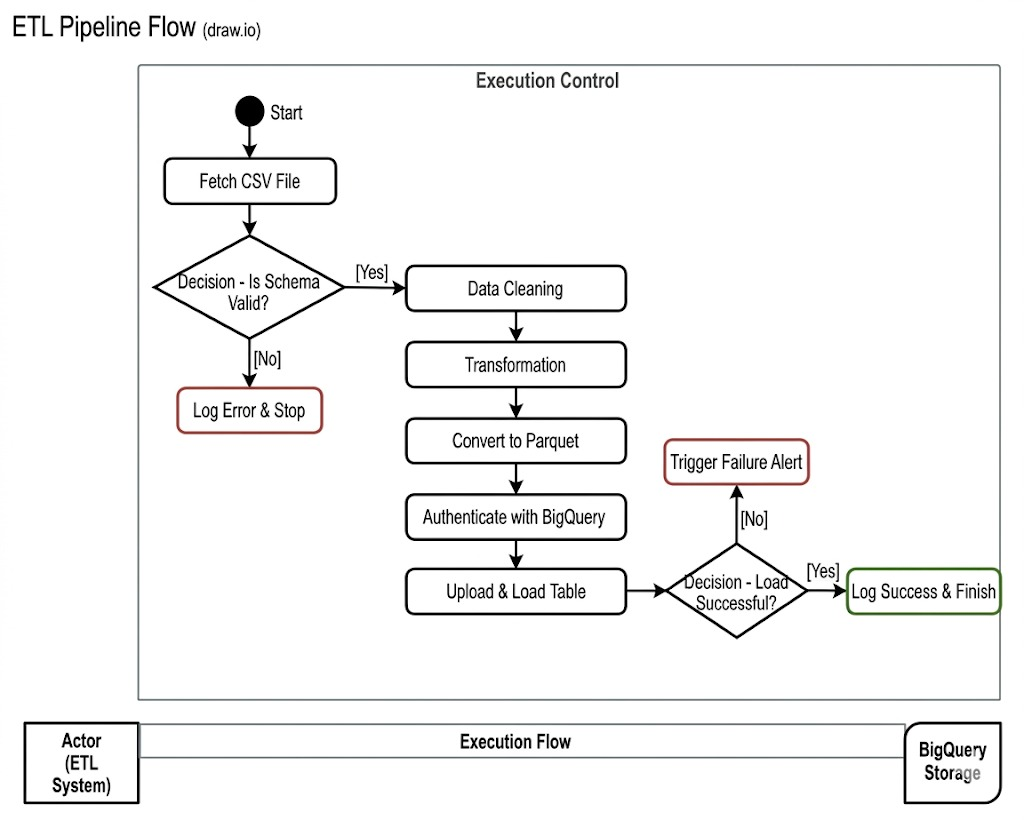 ETL Pipeline Flow (draw.io)
Execution Control
Start
Fetch CSV File
Decision - Is Schema
Valid?
[Yes]
[No]
Log Error & Stop
Data Cleaning
Transformation
Convert to Parquet
Authenticate with BigQuery
Upload & Load Table
Decision - Load
Successful?
[No]
Trigger Failure Alert
[Yes]
Log Success & Finish
Actor
(ETL
System)
Execution Flow
BigQuery
Storage